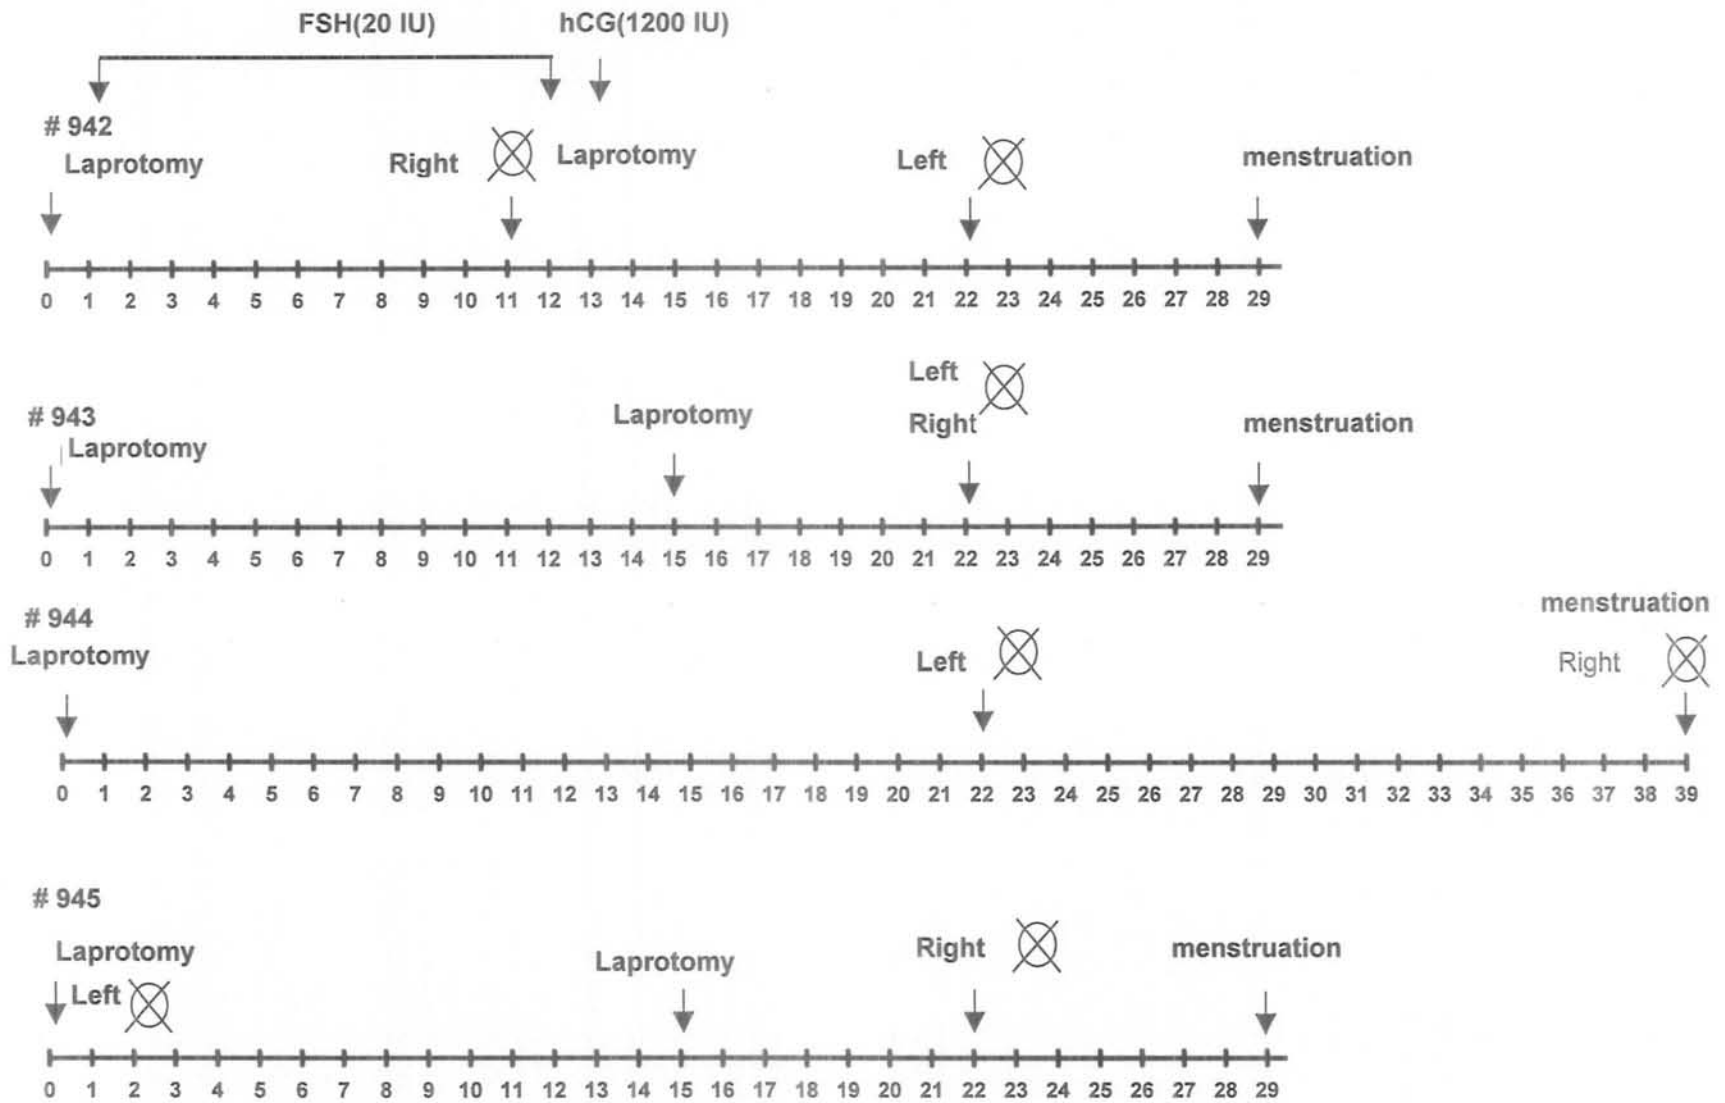 FSH(20 IU) hCG(1200 IU)
# 942
Laprotomy Right Laprotomy Left menstruation
0 1 2 3 4 5 6 7 8 9 10 11 12 13 14 15 16 17 18 19 20 21 22 23 24 25 26 27 28 29
Left
# 943 Laprotomy Right menstruation
Laprotomy
0 1 2 3 4 5 6 7 8 9 10 11 12 13 14 15 16 17 18 19 20 21 22 23 24 25 26 27 28 29
# 944 menstruation
Laprotomy Left Right
0 1 2 3 4 5 6 7 8 9 10 11 12 13 14 15 16 17 18 19 20 21 22 23 24 25 26 27 28 29 30 31 32 33 34 35 36 37 38 39
# 945
Laprotomy Laprotomy Right menstruation
Left
0 1 2 3 4 5 6 7 8 9 10 11 12 13 14 15 16 17 18 19 20 21 22 23 24 25 26 27 28 29